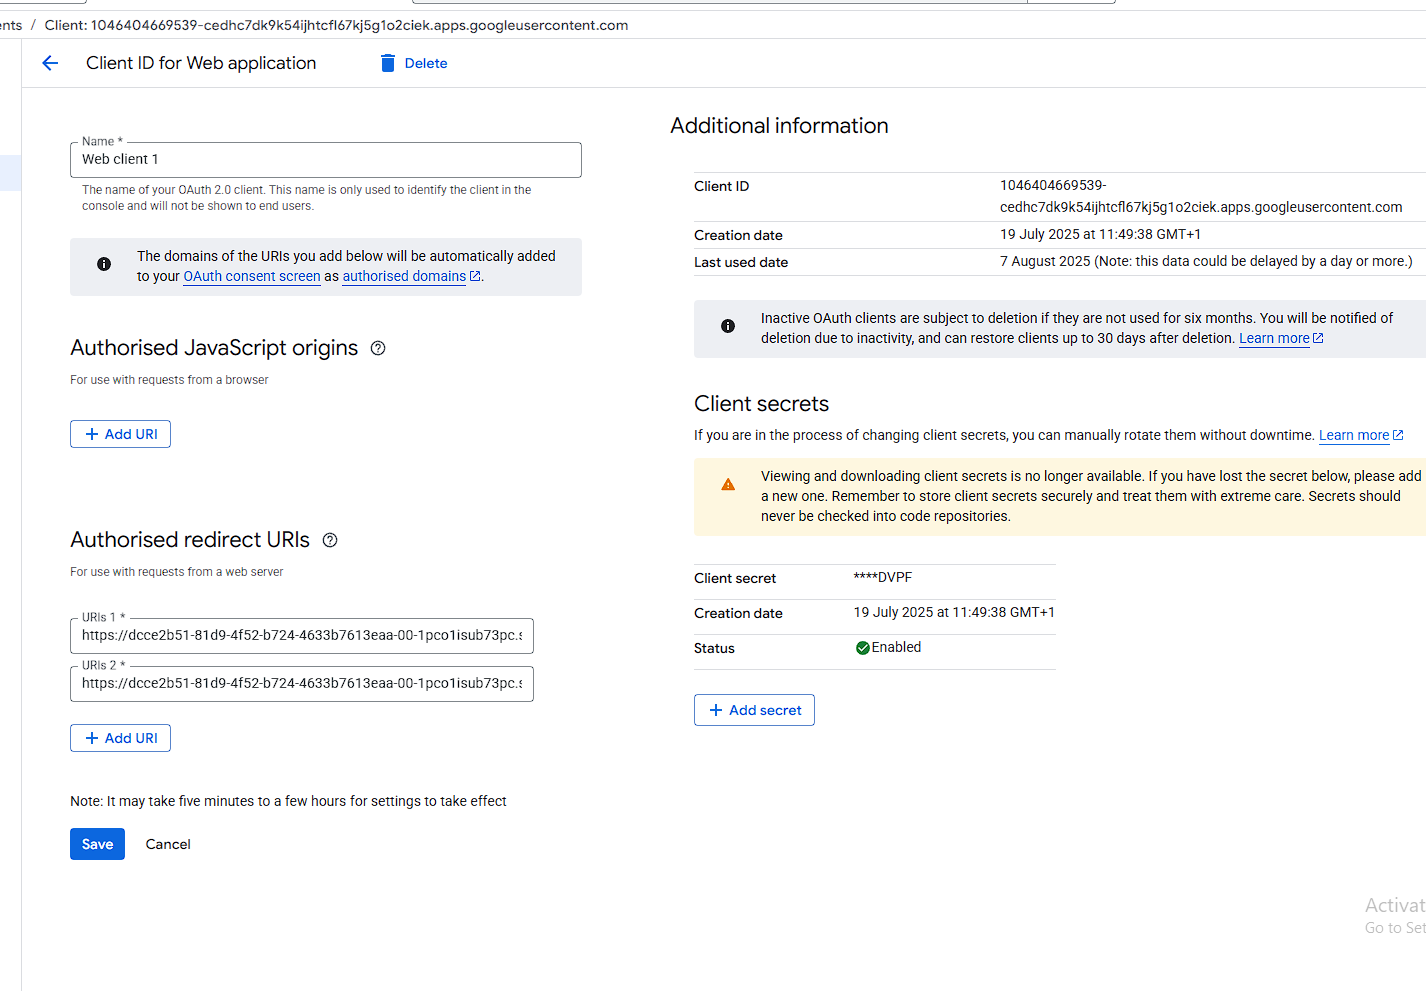 ents / Client: 1046404669539-cedhc7dk9k54ijhtcfl67kj5g1o2ciek.apps.googleusercontent.com
Client ID for Web application
Delete
Name *
Web client 1
The name of your OAuth 2.0 client. This name is only used to identify the client in the
console and will not be shown to end users.
The domains of the URIs you add below will be automatically added
to your OAuth consent screen as authorised domains.
Authorised JavaScript origins
For use with requests from a browser
+ Add URI
Authorised redirect URIs
For use with requests from a web server
URIs 1 *
https://dcce2b51-81d9-4f52-b724-4633b7613eaa-00-1pco1isub73pc.s
URIs 2 *
https://dcce2b51-81d9-4f52-b724-4633b7613eaa-00-1pco1isub73pc.s
+ Add URI
Note: It may take five minutes to a few hours for settings to take effect
Save
Cancel
Additional information
Client ID
1046404669539-
cedhc7dk9k54ijhtcfl67kj5g1o2ciek.apps.googleusercontent.com
Creation date
19 July 2025 at 11:49:38 GMT+1
Last used date
7 August 2025 (Note: this data could be delayed by a day or more.)
Inactive OAuth clients are subject to deletion if they are not used for six months. You will be notified of
deletion due to inactivity, and can restore clients up to 30 days after deletion. Learn more
Client secrets
If you are in the process of changing client secrets, you can manually rotate them without downtime. Learn more
Viewing and downloading client secrets is no longer available. If you have lost the secret below, please add
a new one. Remember to store client secrets securely and treat them with extreme care. Secrets should
never be checked into code repositories.
Client secret
****DVPF
Creation date
19 July 2025 at 11:49:38 GMT+1
Status
Enabled
+ Add secret
Activat
Go to Set